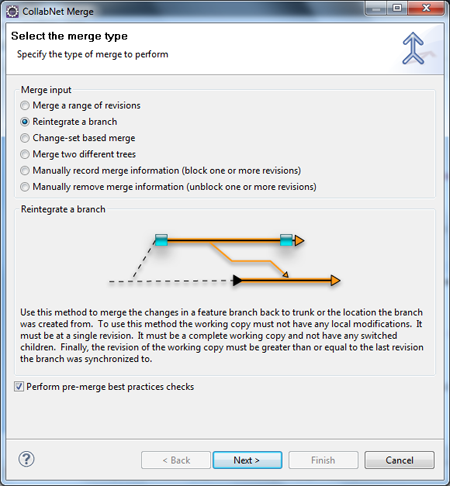 CollabNet Merge
Select the merge type
Specify the type of merge to perform
Merge input
Merge a range of revisions
Reintegrate a branch
Change-set based merge
Merge two different trees
Manually record merge information (block one or more revisions)
Manually remove merge information (unblock one or more revisions)
Reintegrate a branch
Use this method to merge the changes in a feature branch back to trunk or the location the branch
was created from.  To use this method the working copy must not have any local modifications.  It
must be at a single revision.  It must be a complete working copy and not have any switched
children.  Finally, the revision of the working copy must be greater than or equal to the last revision
the branch was synchronized to.
Perform pre-merge best practices checks
?
< Back
Next >
Finish
Cancel